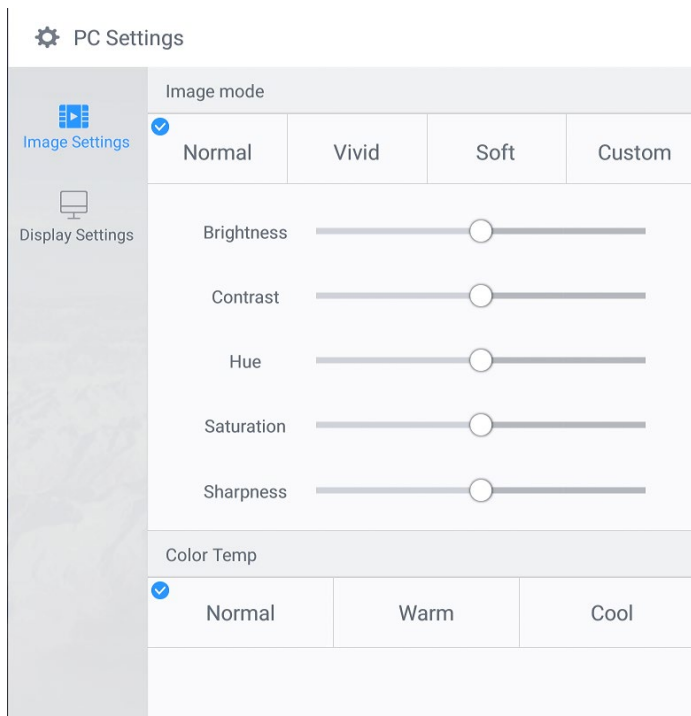 PC Settings
Image Settings
Display Settings
Image mode
Normal Vivid Soft Custom
Brightness
Contrast
Hue
Saturation
Sharpness
Color Temp
Normal Warm Cool